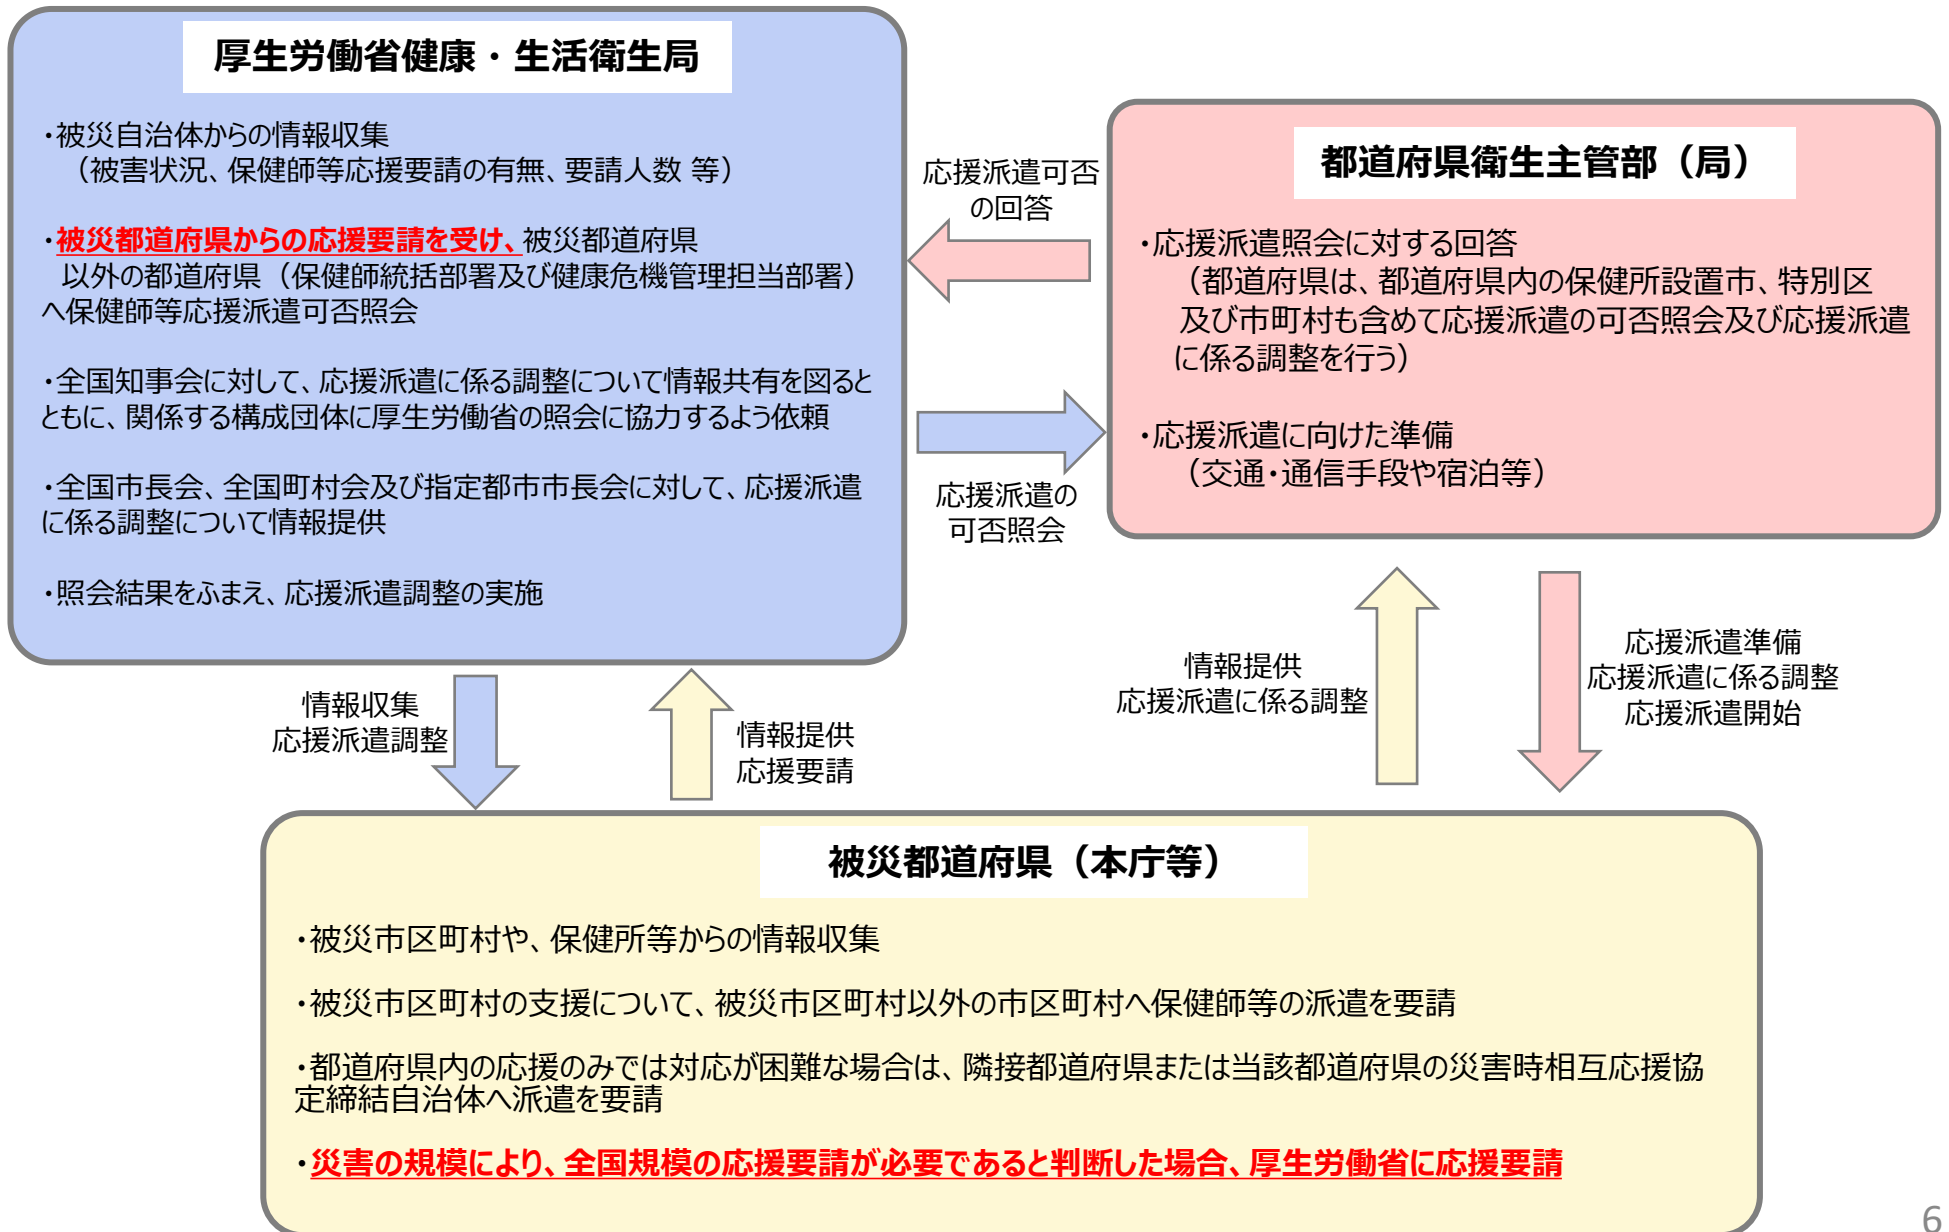 厚生労働省健康・生活衛生局
・被災自治体からの情報収集
（被害状況、保健師等応援要請の有無、要請人数 等）
・被災都道府県からの応援要請を受け、被災都道府県
以外の都道府県（保健師統括部署及び健康危機管理担当部署）
へ保健師等応援派遣可否照会
・全国知事会に対して、応援派遣に係る調整について情報共有を図ると
ともに、関係する構成団体に厚生労働省の照会に協力するよう依頼
・全国市長会、全国町村会及び指定都市市長会に対して、応援派遣
に係る調整について情報提供
・照会結果をふまえ、応援派遣調整の実施
応援派遣可否
の回答
応援派遣の
可否照会
都道府県衛生主管部（局）
・応援派遣照会に対する回答
（都道府県は、都道府県内の保健所設置市、特別区
及び市町村も含めて応援派遣の可否照会及び応援派遣
に係る調整を行う）
・応援派遣に向けた準備
（交通・通信手段や宿泊等）
情報収集
応援派遣調整
情報提供
応援要請
情報提供
応援派遣に係る調整
応援派遣準備
応援派遣に係る調整
応援派遣開始
被災都道府県（本庁等）
・被災市区町村や、保健所等からの情報収集
・被災市区町村の支援について、被災市区町村以外の市区町村へ保健師等の派遣を要請
・都道府県内の応援のみでは対応が困難な場合は、隣接都道府県または当該都道府県の災害時相互応援協
定締結自治体へ派遣を要請
・災害の規模により、全国規模の応援要請が必要であると判断した場合、厚生労働省に応援要請
6